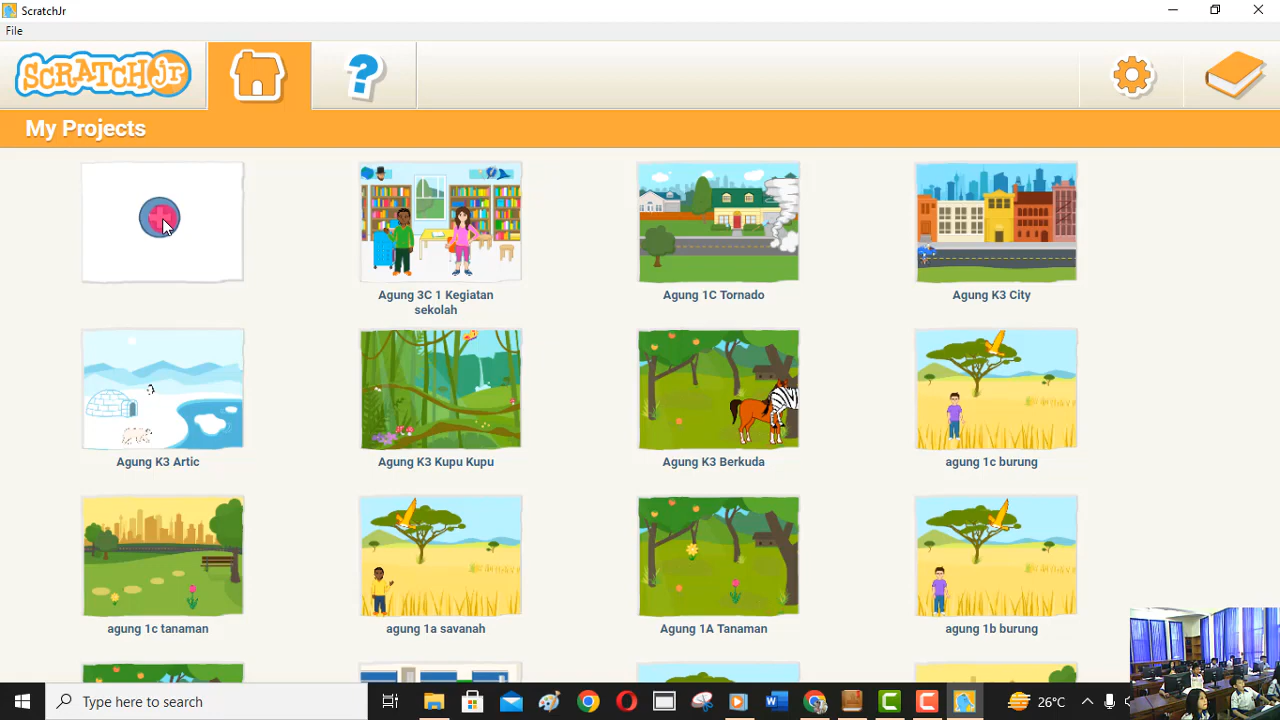 ScratchJr
File
SCRATCH jr
?
My Projects
Agung 3C 1 Kegiatan
sekolah
Agung 1C Tornado
Agung K3 City
Agung K3 Artic
Agung K3 Kupu Kupu
Agung K3 Berkuda
agung 1c burung
agung 1c tanaman
agung 1a savanah
Agung 1A Tanaman
agung 1b burung
Type here to search
26°C